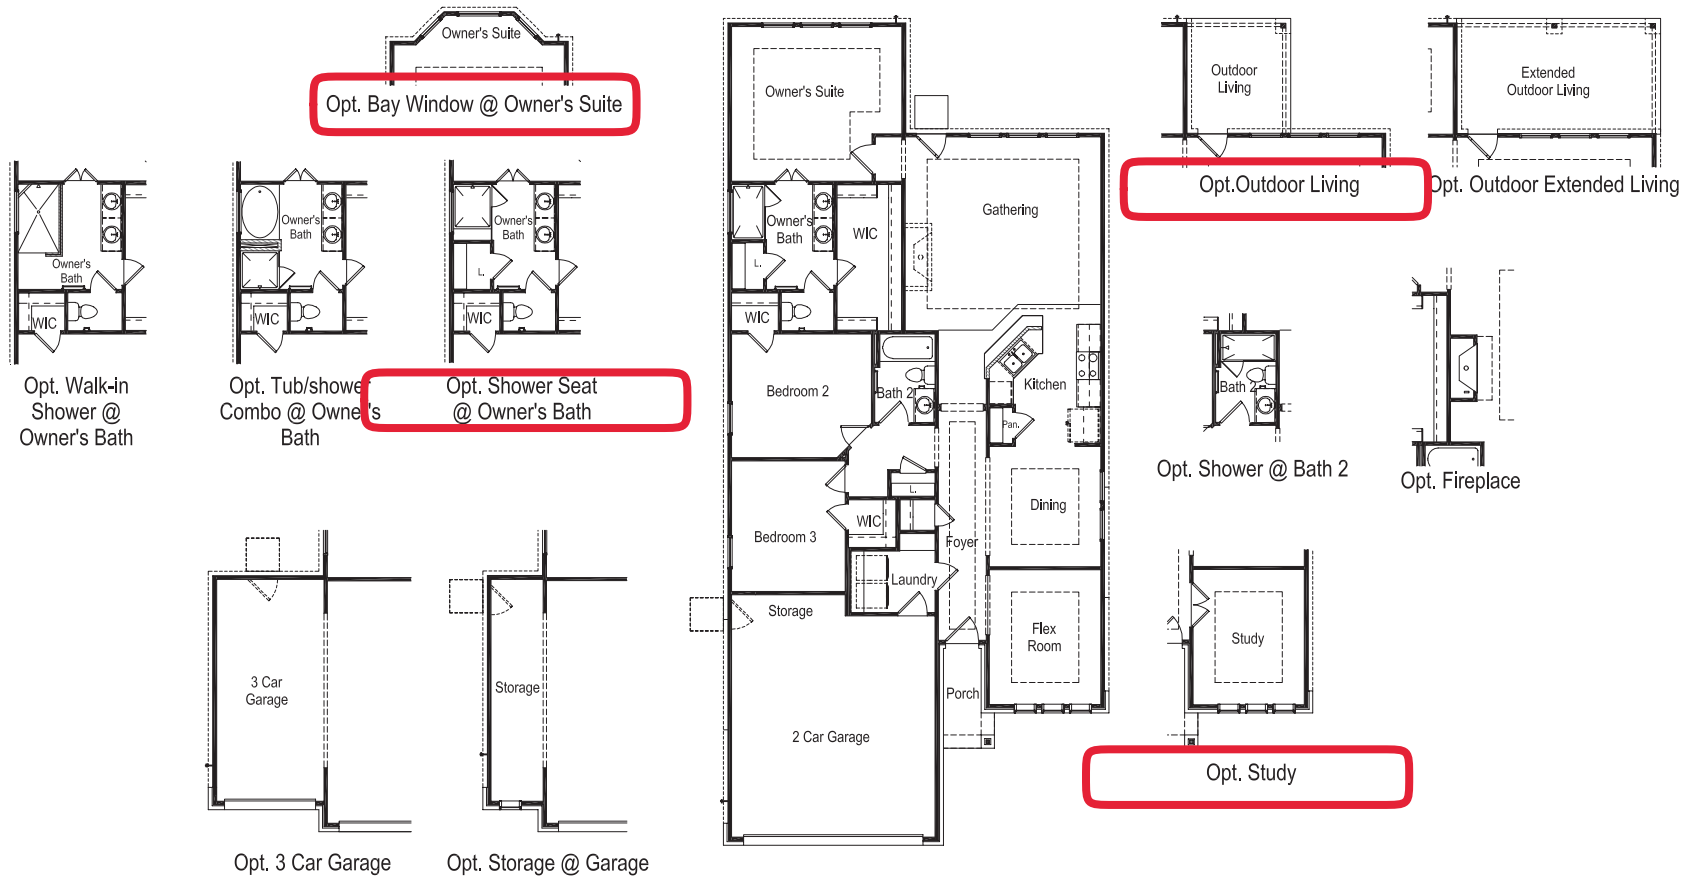 Owner's Suite
Opt. Bay Window @ Owner's Suite
Owner's
Bath
WIC
Opt. Walk-in
Shower @
Owner's Bath
Owner's
Bath
WIC
Opt. Tub/shower
Combo @ Owner's
Bath
Owner's
Bath
L.
WIC
Opt. Shower Seat
@ Owner's Bath
3 Car
Garage
Opt. 3 Car Garage
Storage
Opt. Storage @ Garage
Owner's Suite
Gathering
Owner's
Bath
WIC
L.
WIC
Bedroom 2
Bath 2
Kitchen
Pan.
L.
Dining
WIC
Bedroom 3
Foyer
Laundry
Storage
Flex
Room
Porch
2 Car Garage
Outdoor
Living
Opt.Outdoor Living
Extended
Outdoor Living
Opt. Outdoor Extended Living
Bath 2
Opt. Shower @ Bath 2
Opt. Fireplace
Study
Opt. Study